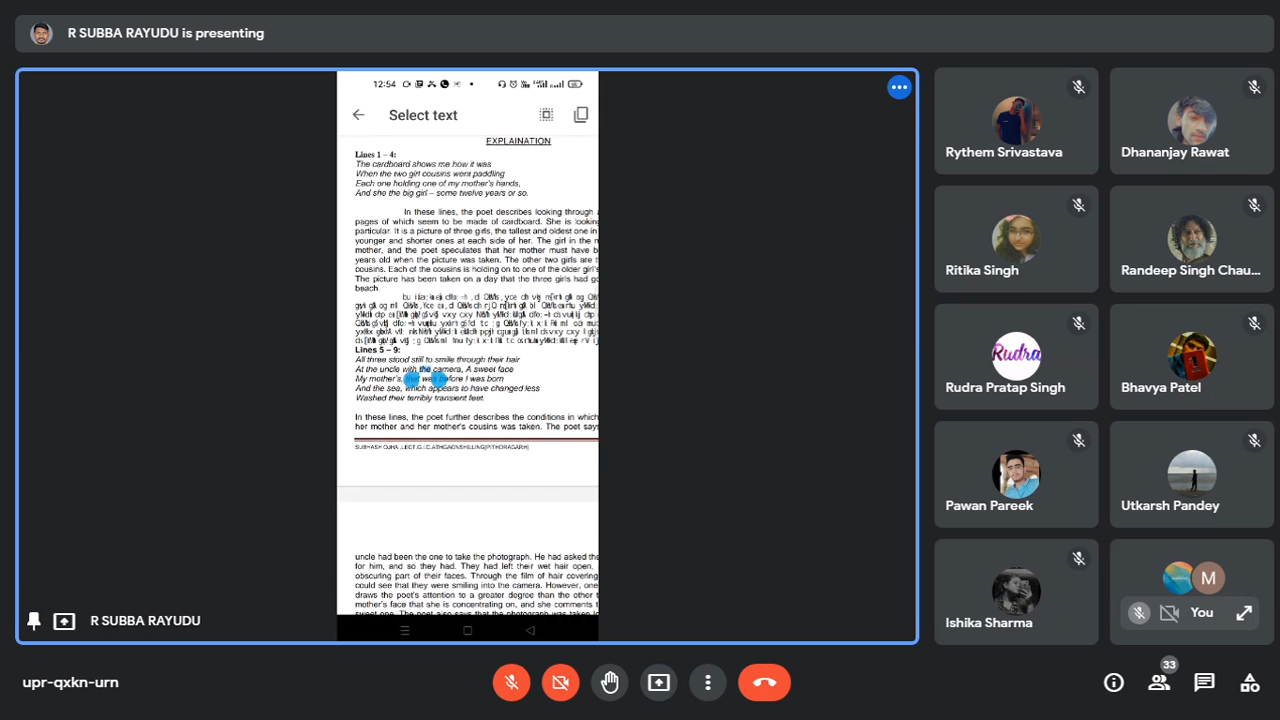 R SUBBA RAYUDU is presenting
12:54
Select text
EXPLAINATION
Lines 1 – 4:
The cardboard shows me how it was
When the two girl cousins went paddling
Each one holding one of my mother's hands,
And she the big girl – some twelve years or so.
In these lines, the poet describes looking through
pages of which seem to be made of cardboard. She is looking
particular. It is a picture of three girls, the tallest and oldest one in
younger and shorter ones at each side of her. The girl in the
mother, and the poet speculates that her mother must have
years old when the picture was taken. The other two girls are
cousins. Each of the cousins is holding on to one of the older girl's
The picture has been taken on a day that the three girls had
beach.
Lines 5 – 9:
All three stood still to smile through their hair
At the uncle with the camera, A sweet face
My mother's, that was before I was born
And the sea, which appears to have changed less
Washed their terribly transient feet.
In these lines, the poet further describes the conditions in which
her mother and her mother's cousins was taken. The poet says
uncle had been the one to take the photograph. He had asked the
for him, and so they had. They had left their wet hair open,
obscuring part of their faces. Through the film of hair covering
could see that they were smiling into the camera. However, one
draws the poet's attention to a greater degree than the other
mother's face that she is concentrating on, and she comments
sweet one. The poet also says that the photograph was taken
R SUBBA RAYUDU
Rythem Srivastava
Dhananjay Rawat
Ritika Singh
Randeep Singh Chau...
Rudra
Rudra Pratap Singh
Bhavya Patel
Pawan Pareek
Utkarsh Pandey
Ishika Sharma
M
You
upr-qxkn-urn
33